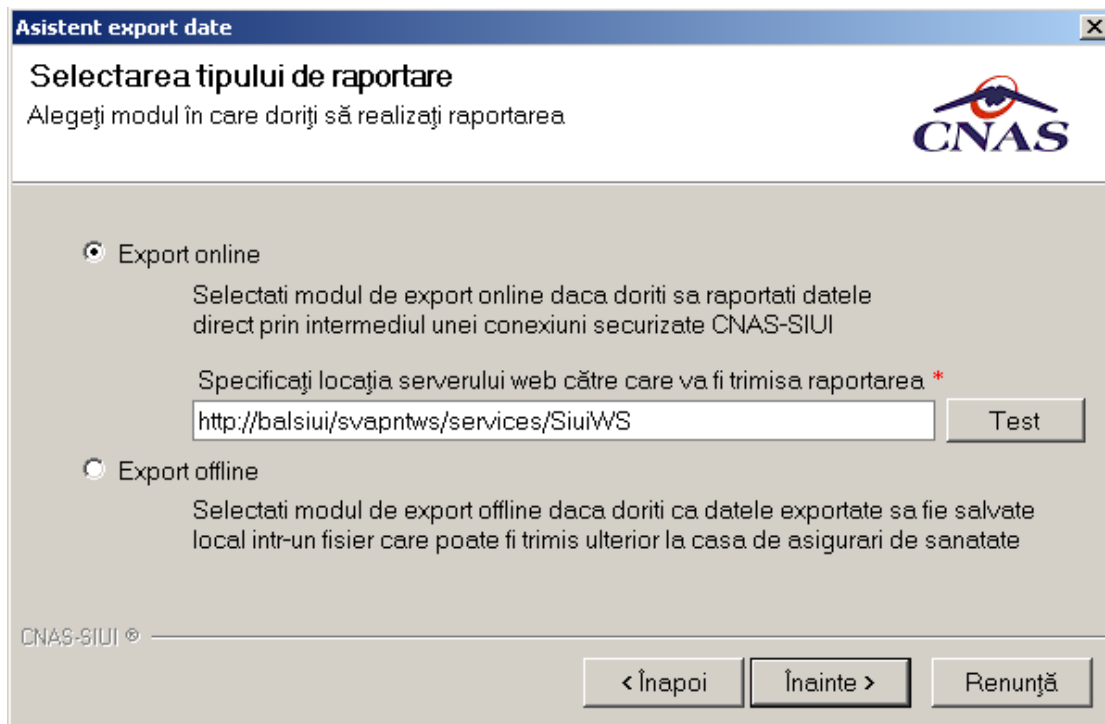 Asistent export date
Selectarea tipului de raportare
Alegeţi modul în care doriţi să realizaţi raportarea
CNAS
Export online
Selectati modul de export online daca doriti sa raportati datele
direct prin intermediul unei conexiuni securizate CNAS-SIUI
Specificaţi locaţia serverului web către care va fi trimisa raportarea *
http://balsiui/svapntws/services/SiuiWS
Test
Export offline
Selectati modul de export offline daca doriti ca datele exportate sa fie salvate
local intr-un fisier care poate fi trimis ulterior la casa de asigurari de sanatate
CNAS-SIUI ®
< Înapoi
Înainte >
Renunţă